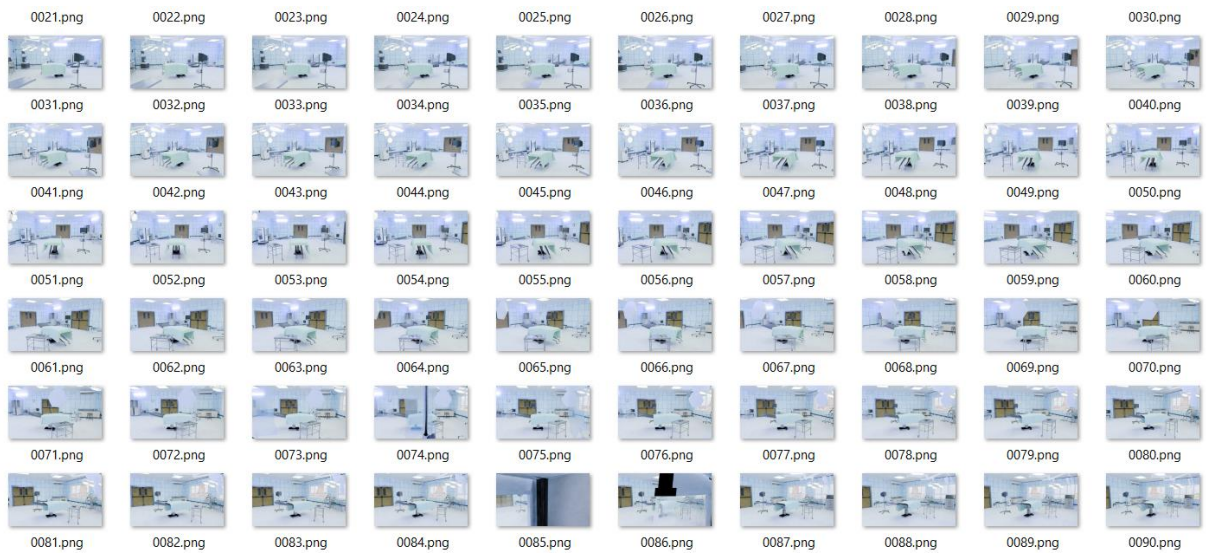 0021.png 0022.png 0023.png 0024.png 0025.png 0026.png 0027.png 0028.png 0029.png 0030.png
0031.png 0032.png 0033.png 0034.png 0035.png 0036.png 0037.png 0038.png 0039.png 0040.png
0041.png 0042.png 0043.png 0044.png 0045.png 0046.png 0047.png 0048.png 0049.png 0050.png
0051.png 0052.png 0053.png 0054.png 0055.png 0056.png 0057.png 0058.png 0059.png 0060.png
0061.png 0062.png 0063.png 0064.png 0065.png 0066.png 0067.png 0068.png 0069.png 0070.png
0071.png 0072.png 0073.png 0074.png 0075.png 0076.png 0077.png 0078.png 0079.png 0080.png
0081.png 0082.png 0083.png 0084.png 0085.png 0086.png 0087.png 0088.png 0089.png 0090.png